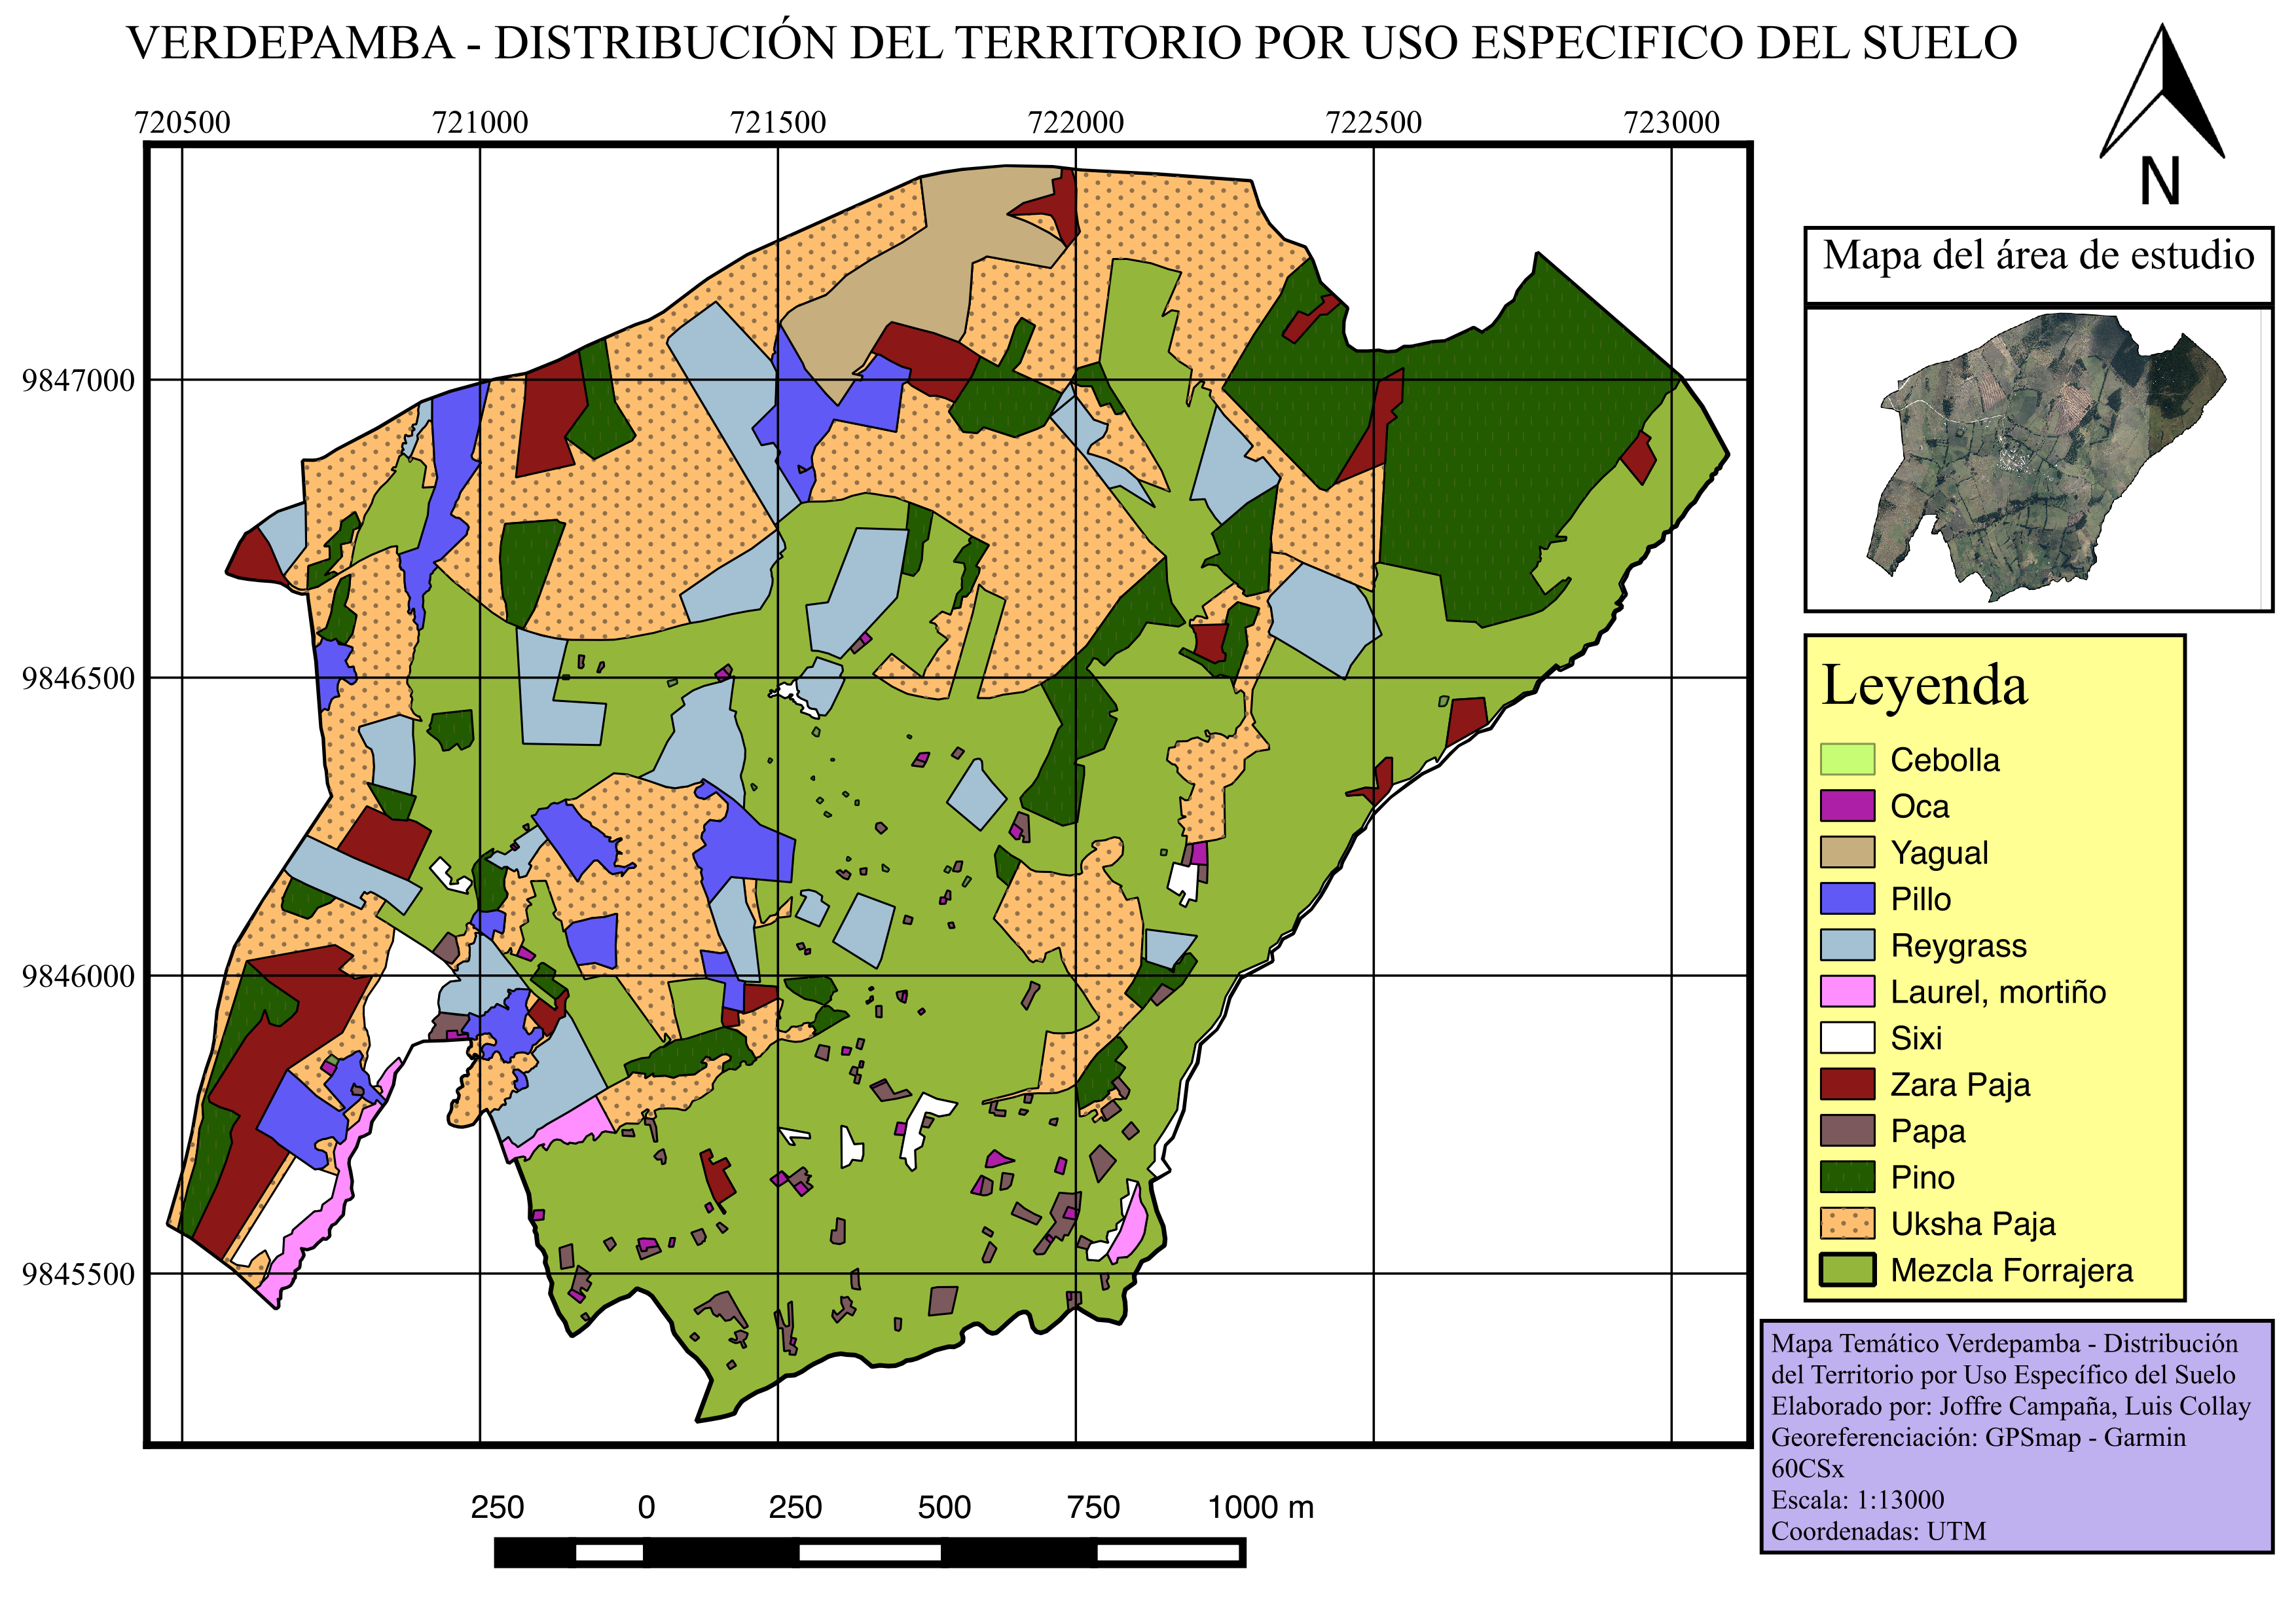 VERDEPAMBA - DISTRIBUCIÓN DEL TERRITORIO POR USO ESPECIFICO DEL SUELO
720500 721000 721500 722000 722500 723000
N
9847000
9846500
9846000
9845500
Mapa del área de estudio
Leyenda
Cebolla
Oca
Yagual
Pillo
Reygrass
Laurel, mortiño
Sixi
Zara Paja
Papa
Pino
Uksha Paja
Mezcla Forrajera
Mapa Temático Verdepamba - Distribución
del Territorio por Uso Específico del Suelo
Elaborado por: Joffre Campaña, Luis Collay
Georeferenciación: GPSmap - Garmin
60CSx
Escala: 1:13000
Coordenadas: UTM
250 0 250 500 750 1000 m